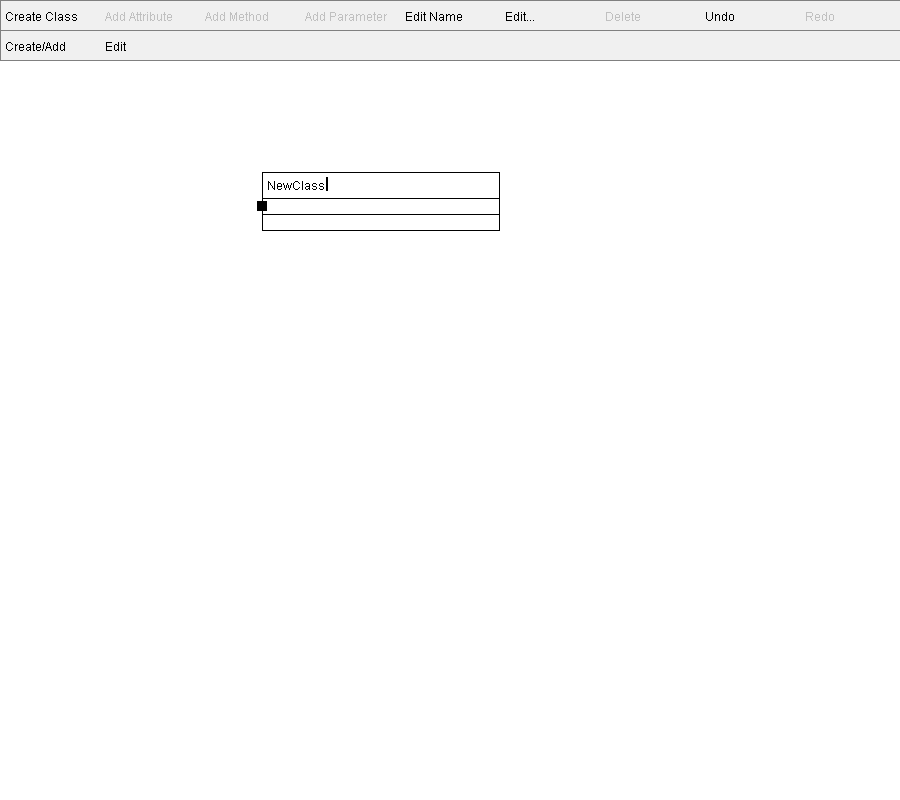 Create Class Add Attribute Add Method Add Parameter Edit Name Edit... Delete Undo Redo
Create/Add Edit
NewClass